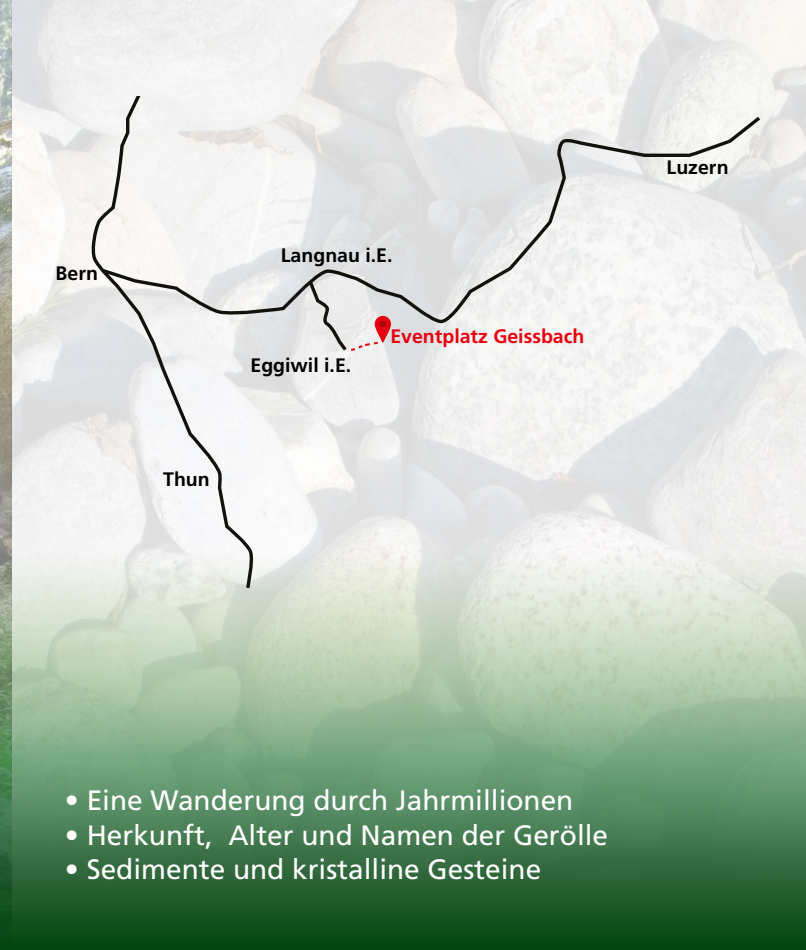 Luzern
Langnau i.E.
Bern
Eventplatz Geissbach
Eggiwil i.E.
Thun
• Eine Wanderung durch Jahrmillionen
• Herkunft,  Alter und Namen der Gerölle
• Sedimente und kristalline Gesteine